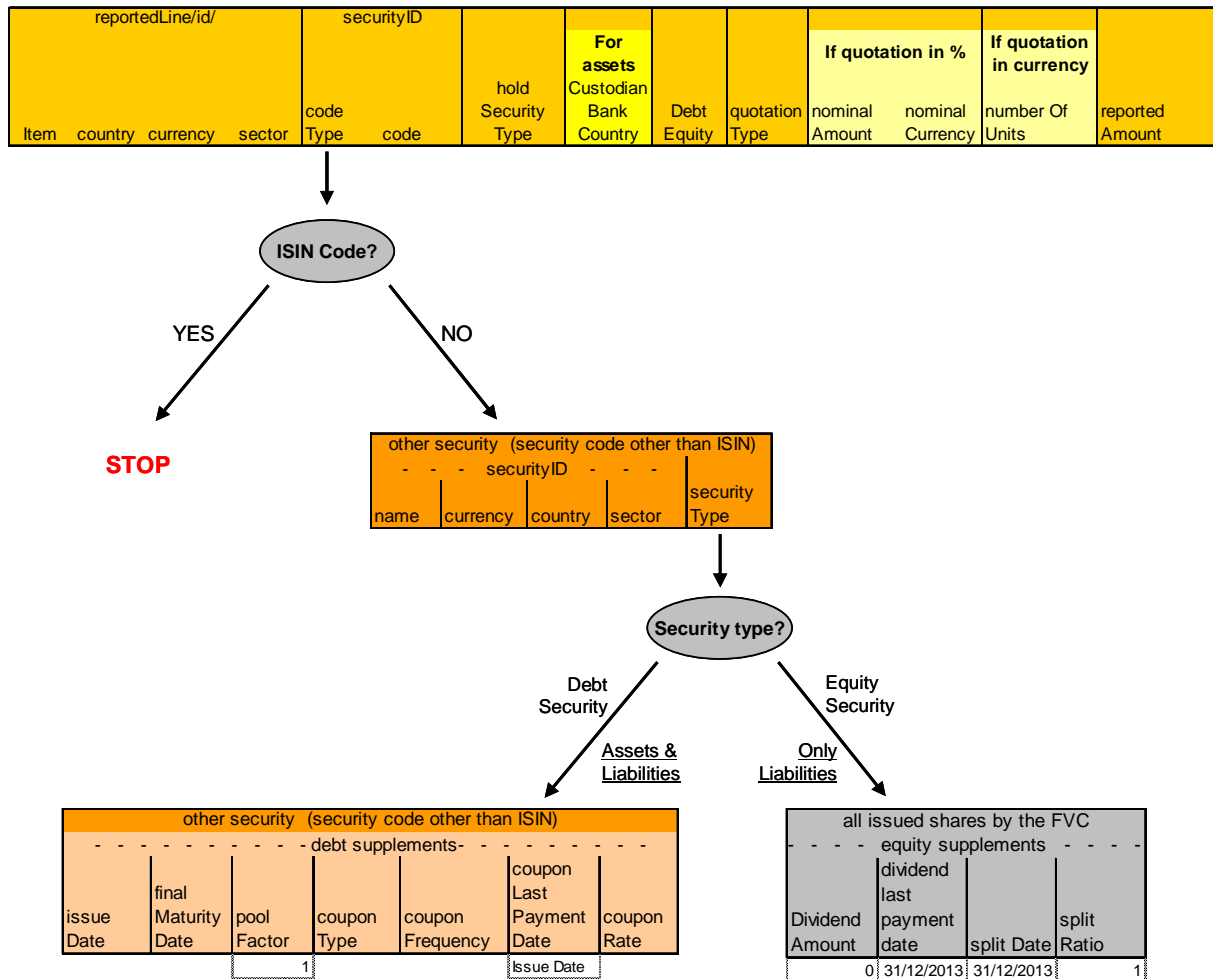 reportedLine/id/ securityID
For
assets
If quotation in %
If quotation
in currency
Item country currency sector
code
Type
code
hold
Security
Type
Custodian
Bank
Country
Debt
Equity
quotation
Type
nominal
Amount
nominal
Currency
number Of
Units
reported
Amount
ISIN Code?
YES
NO
STOP
other security (security code other than ISIN)
- - - securityID - - -
name currency country sector
security
Type
Security type?
Debt
Security
Equity
Security
Assets &
Liabilities
Only
Liabilities
other security (security code other than ISIN)
- - - - - - - - - - debt supplements- - - - - - - - -
issue
Date
final
Maturity
Date
pool
Factor
coupon
Type
coupon
Frequency
coupon
Last
Payment
Date
coupon
Rate
1
Issue Date
all issued shares by the FVC
- - - - equity supplements - - - -
Dividend
Amount
dividend
last
payment
date
split Date
split
Ratio
0 31/12/2013 31/12/2013 1